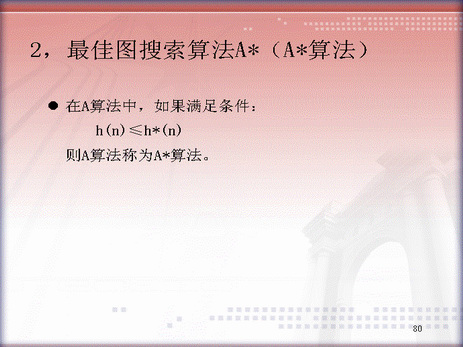 2，最佳图搜索算法A*（A*算法）
● 在A算法中，如果满足条件：
h(n)≤h*(n)
则A算法称为A*算法。
80